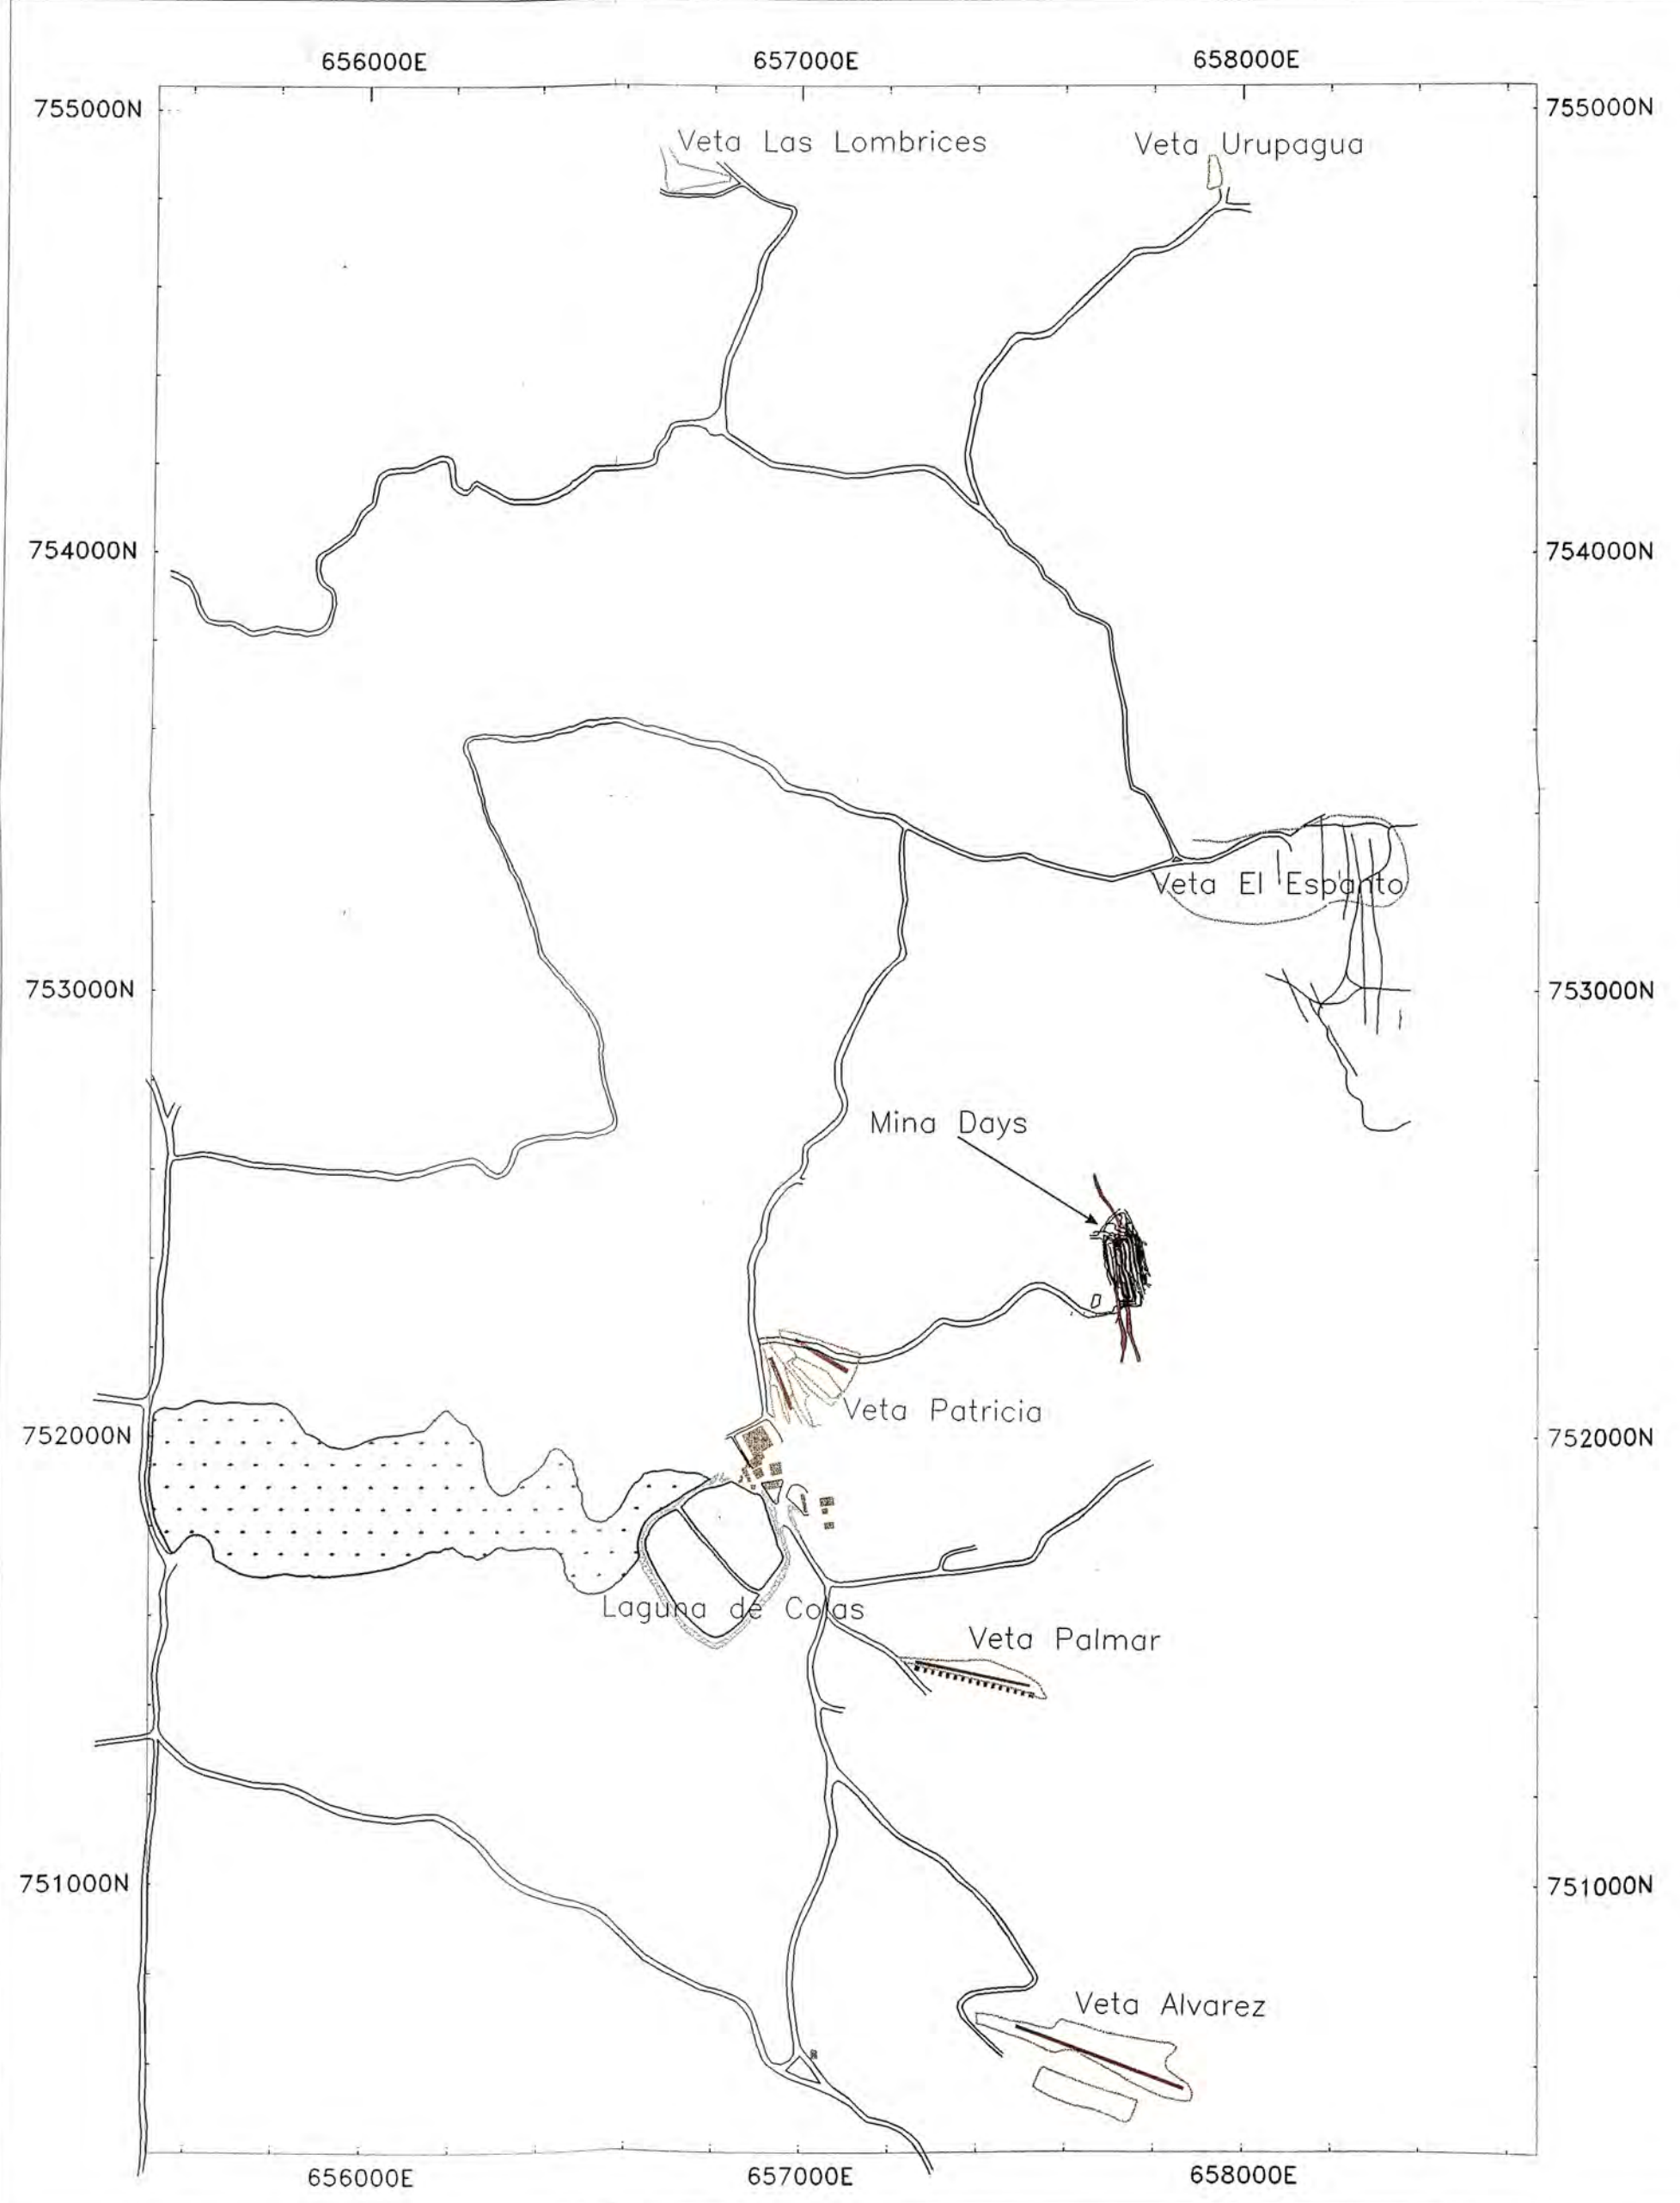 656000E 657000E 658000E
755000N 755000N
Veta Las Lombrices Veta Urupagua
754000N 754000N
Veta El Espanto
753000N 753000N
Mina Days
Veta Patricia
752000N 752000N
Laguna de Colas
Veta Palmar
751000N 751000N
Veta Alvarez
656000E 657000E 658000E